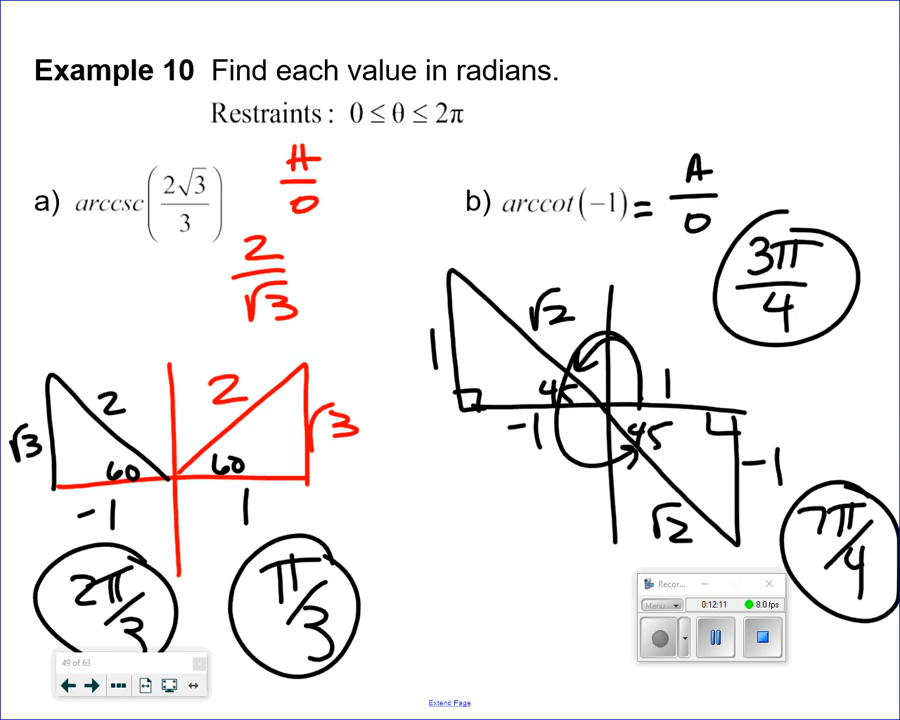 Example 10 Find each value in radians.
Restraints : 0 ≤ θ ≤ 2π
a) arccsc(2√3/3)
H/O
2/√3
b) arccot(−1) = A/O
3π/4
√3
2
60
-1
2
60
√3
1
2π/3
π/3
1
√2
45
-1
1
45
-1
√2
7π/4
Recor...
Menu
0:12:11
8.0 fps
49 of 63
Extend Page